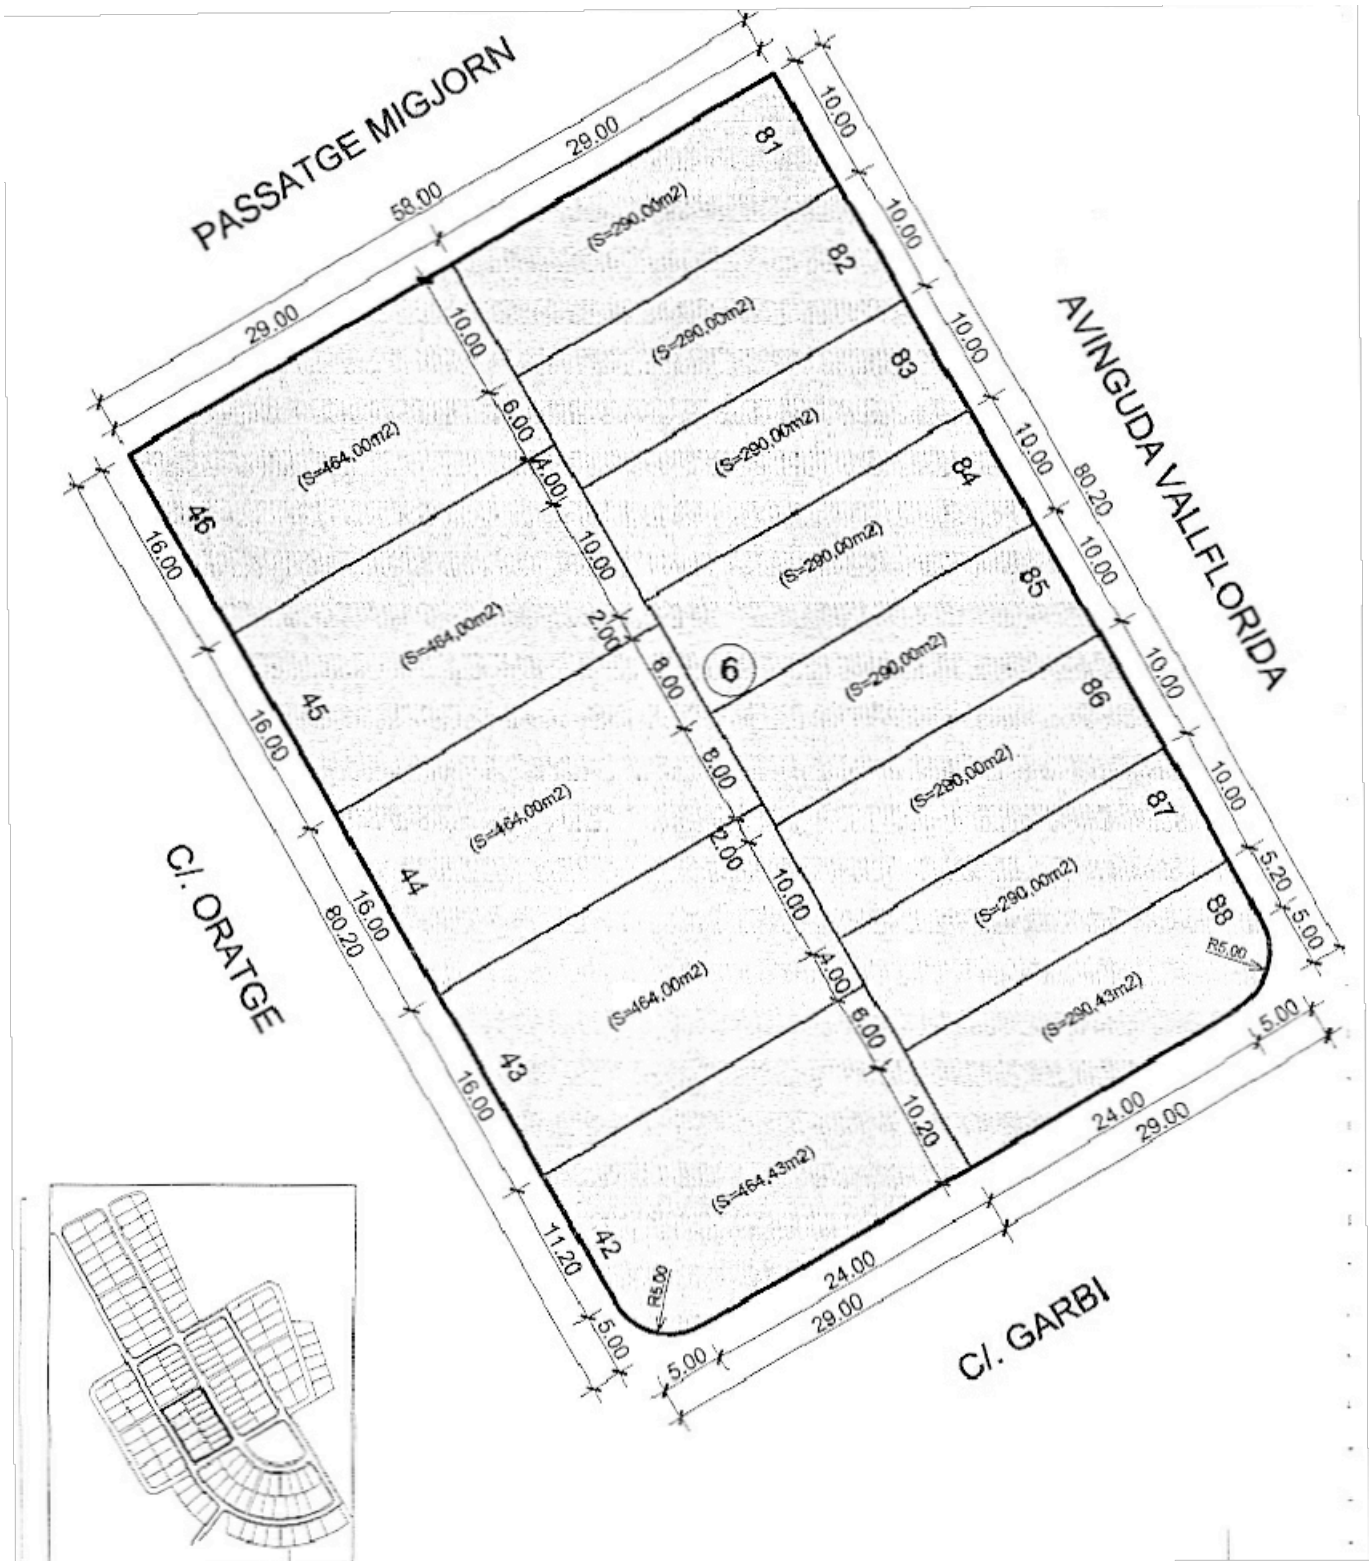 PASSATGE MIGJORN
58.00
29.00
29.00
AVINGUDA VALLFLORIDA
80.20
10.00
10.00
10.00
10.00
10.00
10.00
10.00
5.20
5.00
81
(S=290,00m2)
82
(S=290,00m2)
83
(S=290,00m2)
84
(S=290,00m2)
85
(S=290,00m2)
86
(S=290,00m2)
87
(S=290,00m2)
88
(S=290,43m2)
R5.00
6
10.00
6.00
4.00
10.00
2.00
8.00
8.00
2.00
10.00
4.00
6.00
10.20
46
(S=464,00m2)
45
(S=464,00m2)
44
(S=464,00m2)
43
(S=464,00m2)
42
(S=464,43m2)
R5.00
C/. ORATGE
80.20
16.00
16.00
16.00
16.00
11.20
5.00
5.00
24.00
29.00
24.00
29.00
5.00
C/. GARBI